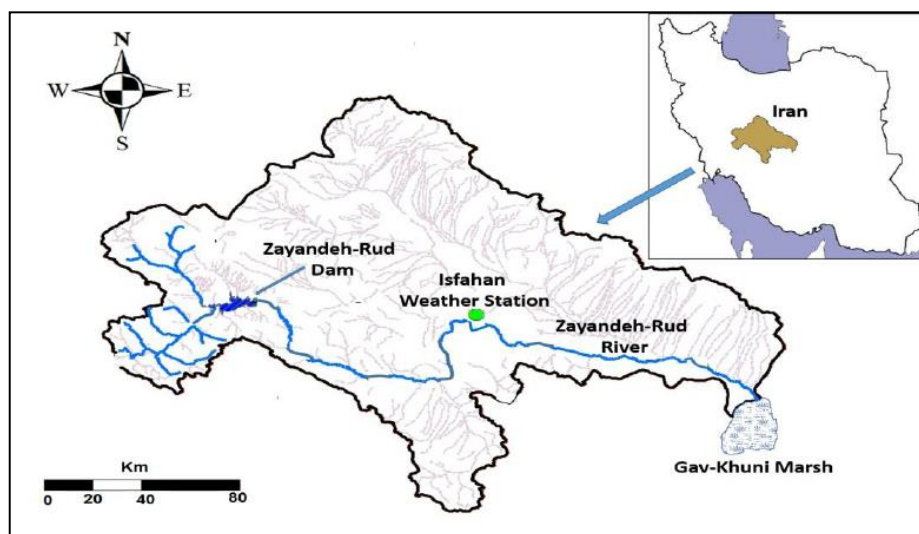 N
W E
S
Iran
Zayandeh-Rud
Dam
Isfahan
Weather Station
Zayandeh-Rud
River
Gav-Khuni Marsh
Km
0 20 40 80